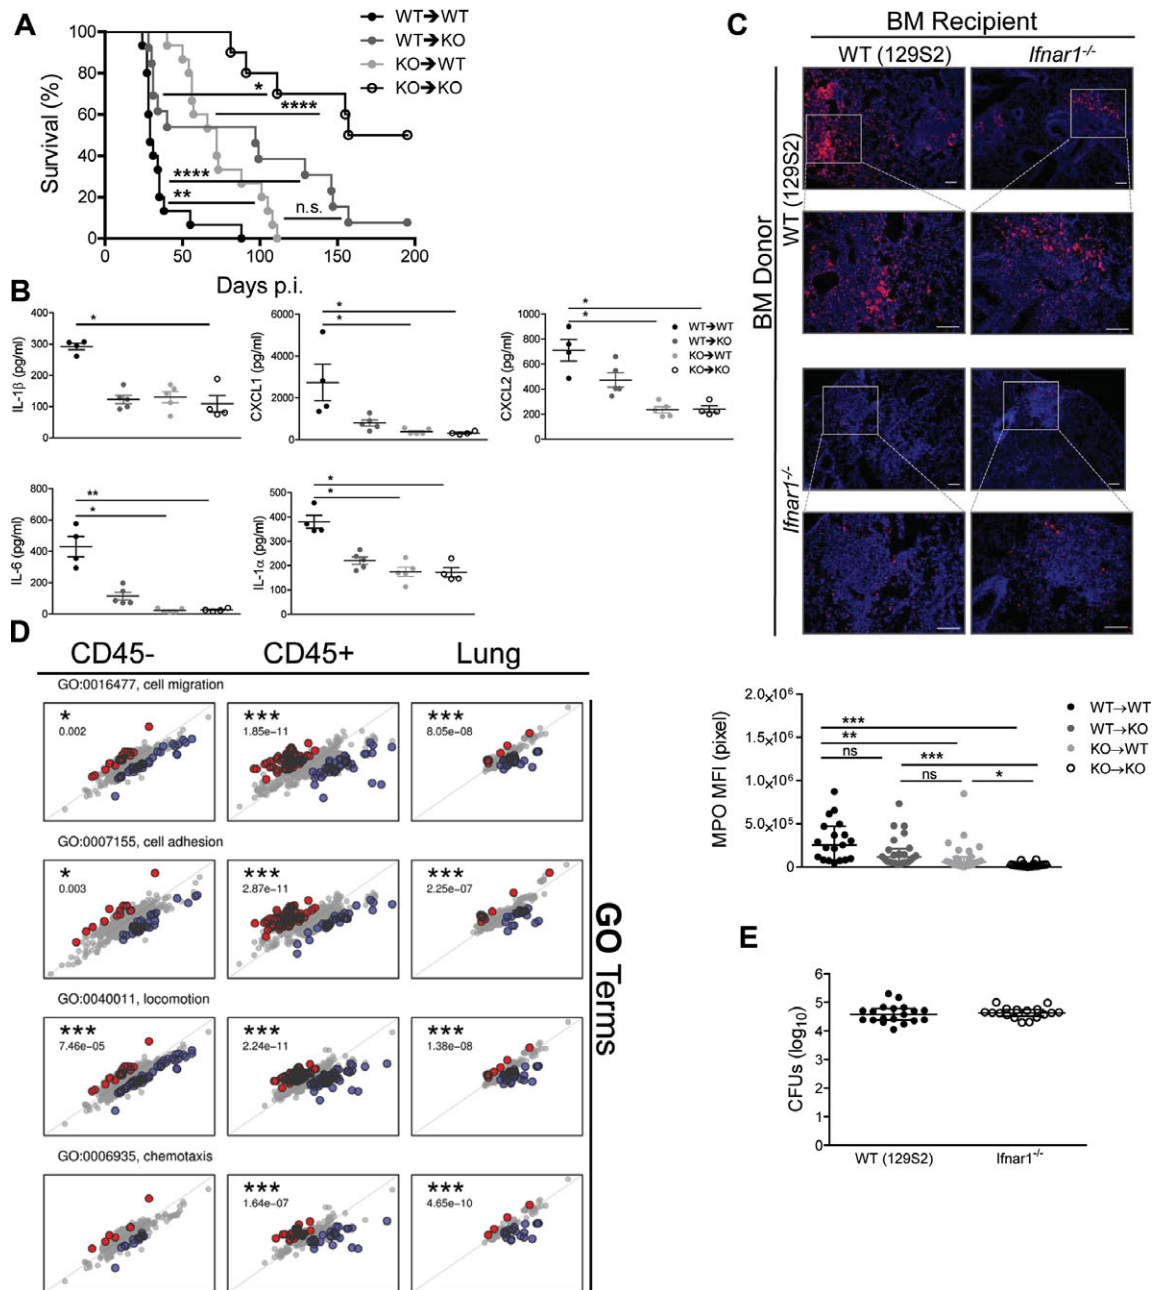 A
WT➔WT
WT➔KO
KO➔WT
KO➔KO
Survival (%)
100
80
60
40
20
0
*
****
****
**
n.s.
0 50 100 150 200
Days p.i.
B
IL-1β (pg/ml)
400
300
200
100
0
*
CXCL1 (pg/ml)
6000
4000
2000
0
*
*
CXCL2 (pg/ml)
1000
800
600
400
200
0
*
*
WT➔WT
WT➔KO
KO➔WT
KO➔KO
IL-6 (pg/ml)
800
600
400
200
0
**
*
IL-1α (pg/ml)
500
400
300
200
100
0
*
*
C
BM Recipient
WT (129S2) Ifnar1-/-
BM Donor
WT (129S2)
Ifnar1-/-
MPO MFI (pixel)
2.0×10⁶
1.5×10⁶
1.0×10⁶
5.0×10⁵
0
***
**
ns
***
ns
*
WT→WT
WT→KO
KO→WT
KO→KO
D
CD45- CD45+ Lung
GO:0016477, cell migration
* *** ***
0.002 1.85e-11 8.05e-08
GO:0007155, cell adhesion
* *** ***
0.003 2.87e-11 2.25e-07
GO:0040011, locomotion
*** *** ***
7.46e-05 2.24e-11 1.38e-08
GO:0006935, chemotaxis
*** ***
1.64e-07 4.65e-10
GO Terms
E
CFUs (log10)
6
5
4
3
2
1
0
WT (129S2) Ifnar1-/-